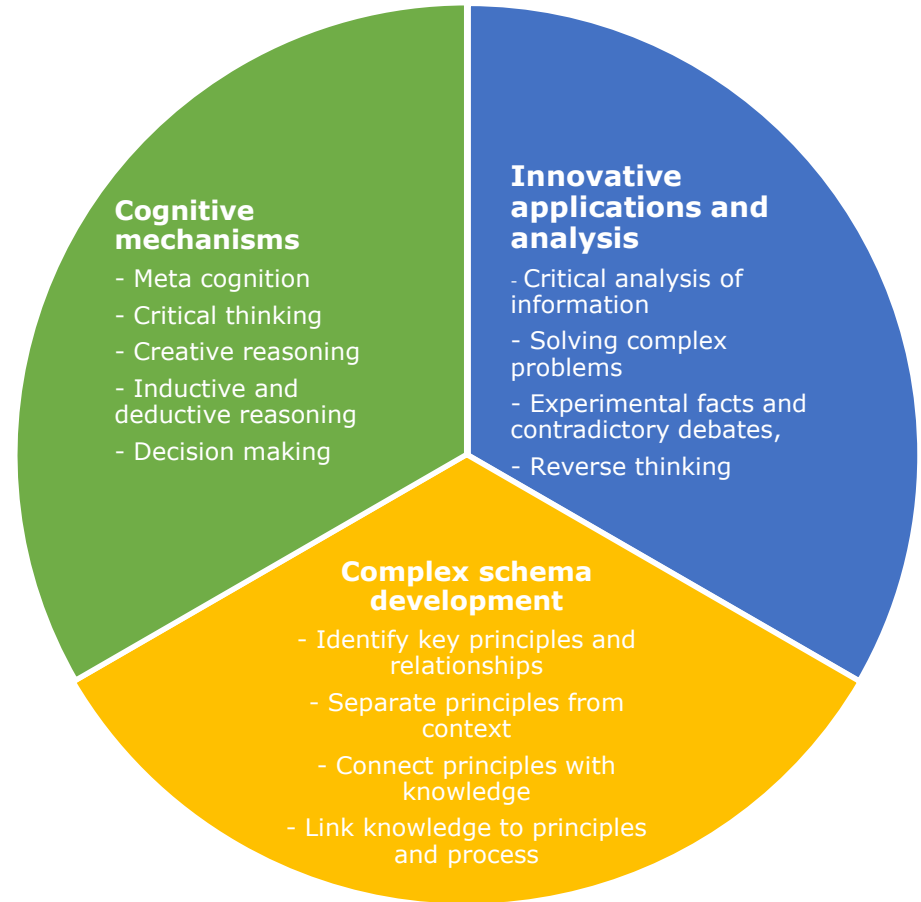 Cognitive
mechanisms
- Meta cognition
- Critical thinking
- Creative reasoning
- Inductive and
deductive reasoning
- Decision making
Innovative
applications and
analysis
- Critical analysis of
information
- Solving complex
problems
- Experimental facts and
contradictory debates,
- Reverse thinking
Complex schema
development
- Identify key principles and
relationships
- Separate principles from
context
- Connect principles with
knowledge
- Link knowledge to principles
and process